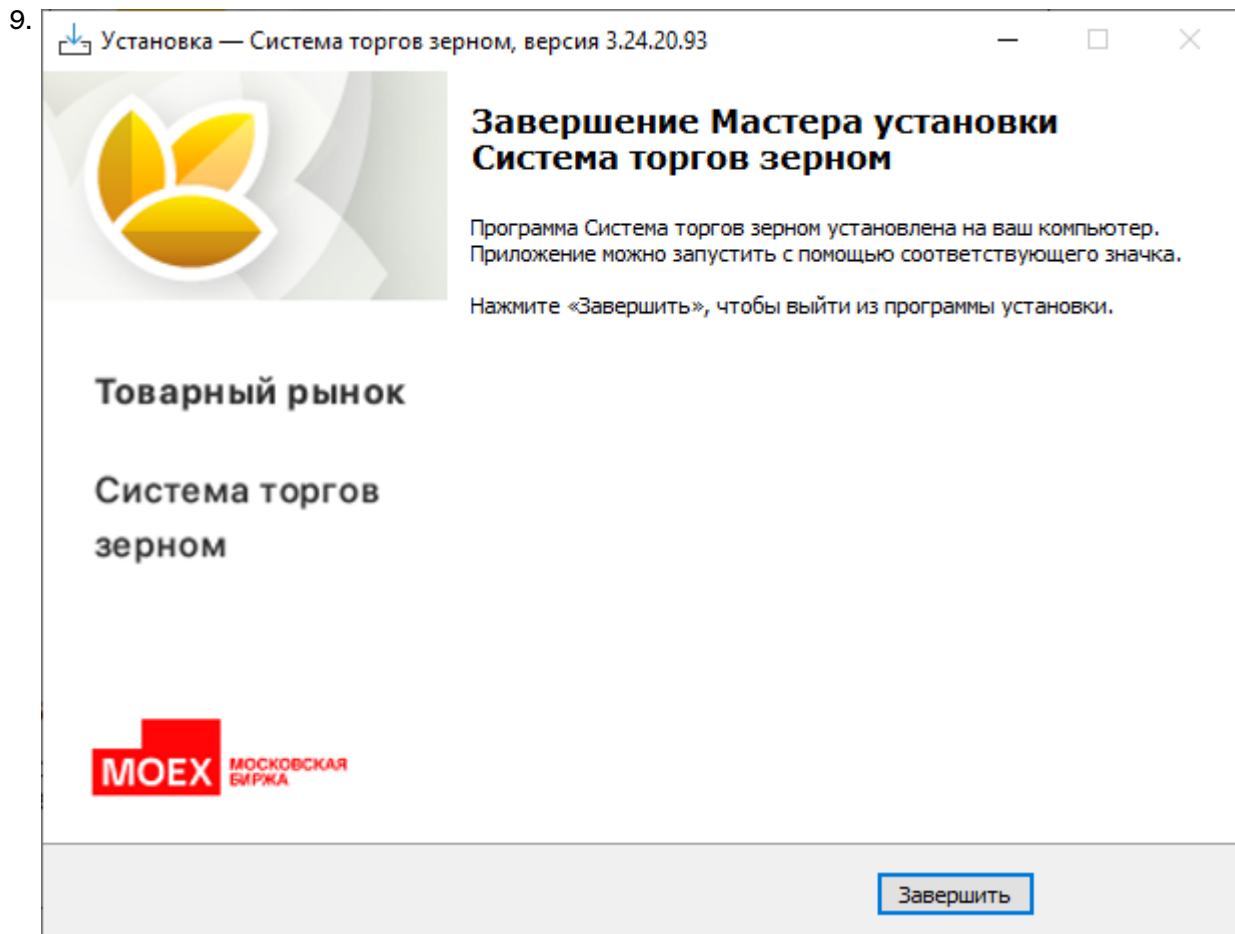 9.
Установка — Система торгов зерном, версия 3.24.20.93
Завершение Мастера установки
Система торгов зерном
Программа Система торгов зерном установлена на ваш компьютер.
Приложение можно запустить с помощью соответствующего значка.
Нажмите «Завершить», чтобы выйти из программы установки.
Товарный рынок
Система торгов
зерном
MOEX МОСКОВСКАЯ
БИРЖА
Завершить